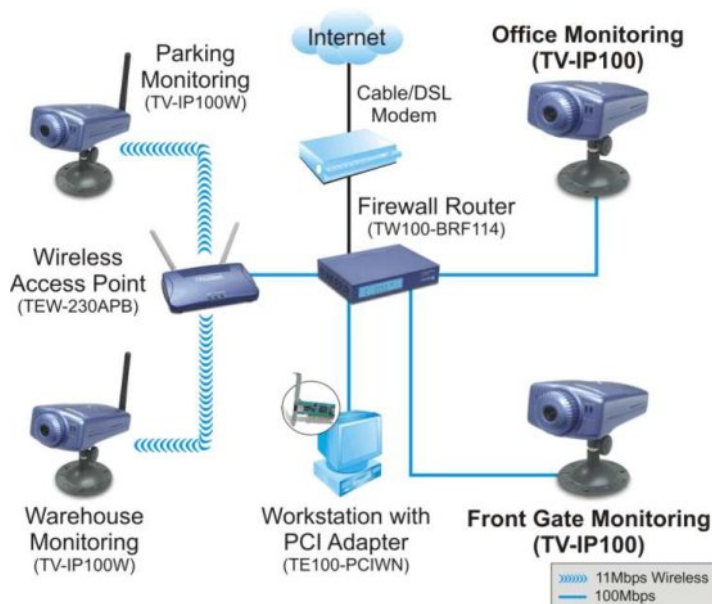 Internet
Parking
Monitoring
(TV-IP100W)
Office Monitoring
(TV-IP100)
Cable/DSL
Modem
Firewall Router
(TW100-BRF114)
Wireless
Access Point
(TEW-230APB)
Warehouse
Monitoring
(TV-IP100W)
Workstation with
PCI Adapter
(TE100-PCIWN)
Front Gate Monitoring
(TV-IP100)
11Mbps Wireless
100Mbps